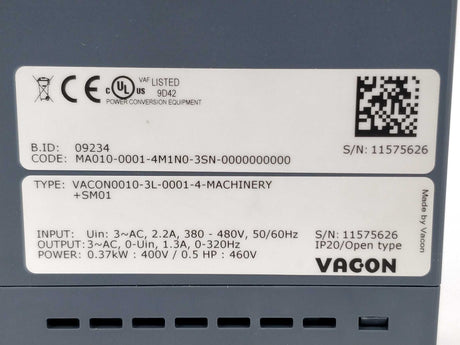 CE c UL us VAF LISTED
9D42
POWER CONVERSION EQUIPMENT
B.ID: 09234
S/N: 11575626
CODE: MA010-0001-4M1N0-3SN-0000000000
TYPE: VACON0010-3L-0001-4-MACHINERY
+SM01
INPUT: Uin: 3~AC, 2.2A, 380 - 480V, 50/60Hz
OUTPUT: 3~AC, 0-Uin, 1.3A, 0-320Hz
POWER: 0.37kW : 400V / 0.5 HP : 460V
S/N: 11575626
IP20/Open type
VACON
Made by Vacon